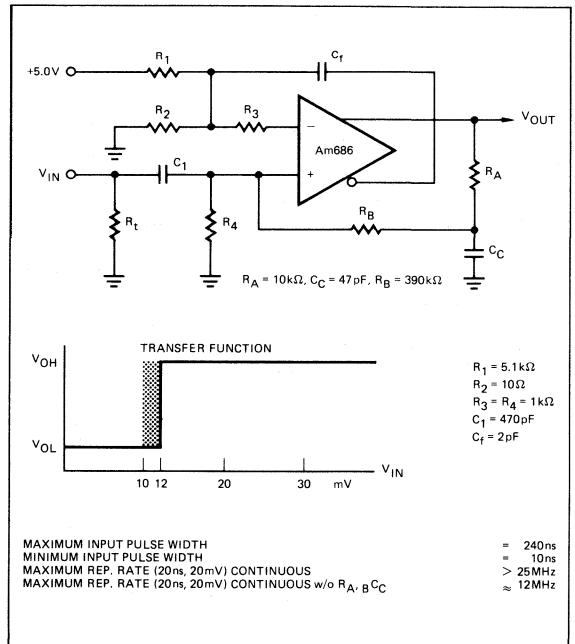 R1
Cf
+5.0V
R2
R3
−
VOUT
Am686
VIN
C1
+
RA
RB
Rt
R4
CC
RA = 10kΩ, CC = 47pF, RB = 390kΩ
TRANSFER FUNCTION
VOH
VOL
VIN
10 12 20 30 mV
R1 = 5.1kΩ
R2 = 10Ω
R3 = R4 = 1kΩ
C1 = 470pF
Cf = 2pF
MAXIMUM INPUT PULSE WIDTH = 240ns
MINIMUM INPUT PULSE WIDTH = 10ns
MAXIMUM REP. RATE (20ns, 20mV) CONTINUOUS > 25MHz
MAXIMUM REP. RATE (20ns, 20mV) CONTINUOUS w/o RA, BCC ≈ 12MHz